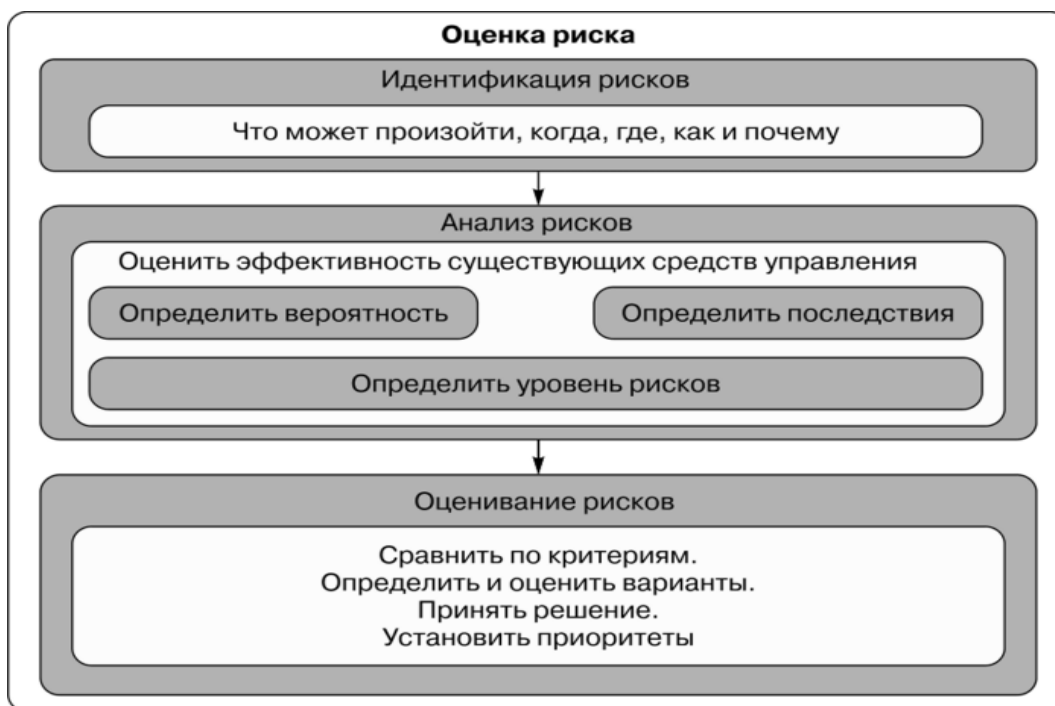 Оценка риска
Идентификация рисков
Что может произойти, когда, где, как и почему
Анализ рисков
Оценить эффективность существующих средств управления
Определить вероятность
Определить последствия
Определить уровень рисков
Оценивание рисков
Сравнить по критериям.
Определить и оценить варианты.
Принять решение.
Установить приоритеты